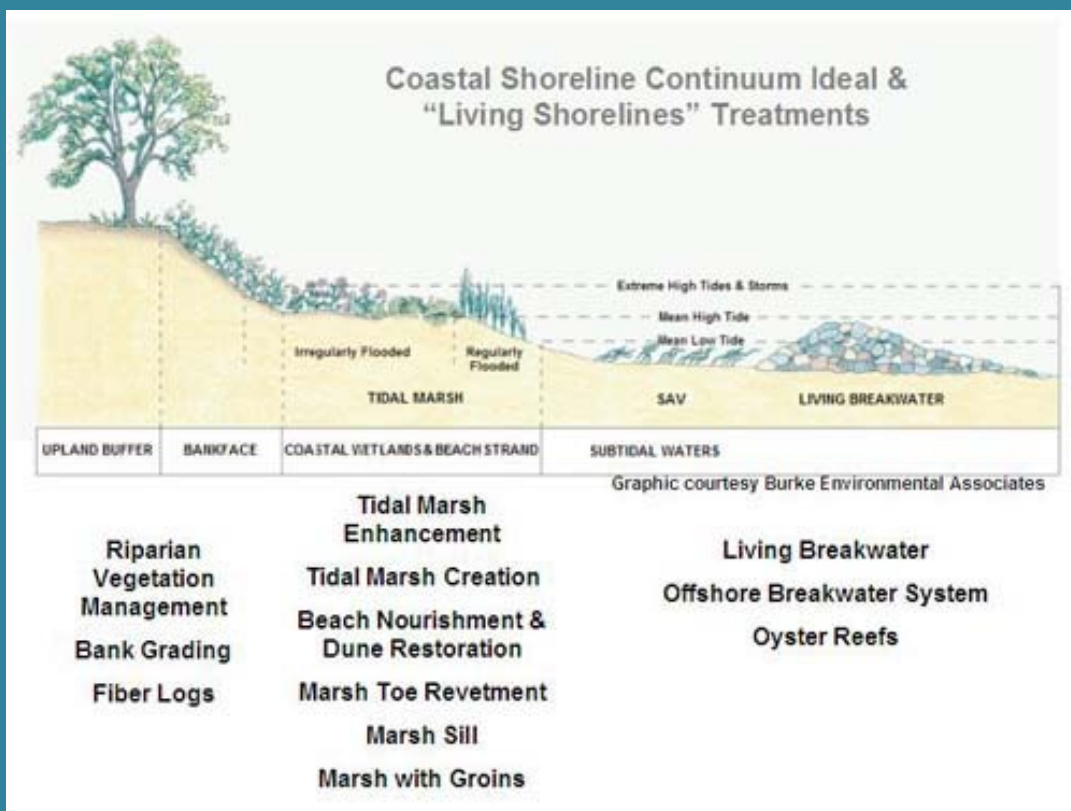 Coastal Shoreline Continuum Ideal &
“Living Shorelines” Treatments
Extreme High Tides & Storms
Mean High Tide
Mean Low Tide
Irregularly Flooded
Regularly
Flooded
TIDAL MARSH
SAV
LIVING BREAKWATER
UPLAND BUFFER
BANKFACE
COASTAL WETLANDS & BEACH STRAND
SUBTIDAL WATERS
Graphic courtesy Burke Environmental Associates
Riparian
Vegetation
Management
Bank Grading
Fiber Logs
Tidal Marsh
Enhancement
Tidal Marsh Creation
Beach Nourishment &
Dune Restoration
Marsh Toe Revetment
Marsh Sill
Marsh with Groins
Living Breakwater
Offshore Breakwater System
Oyster Reefs